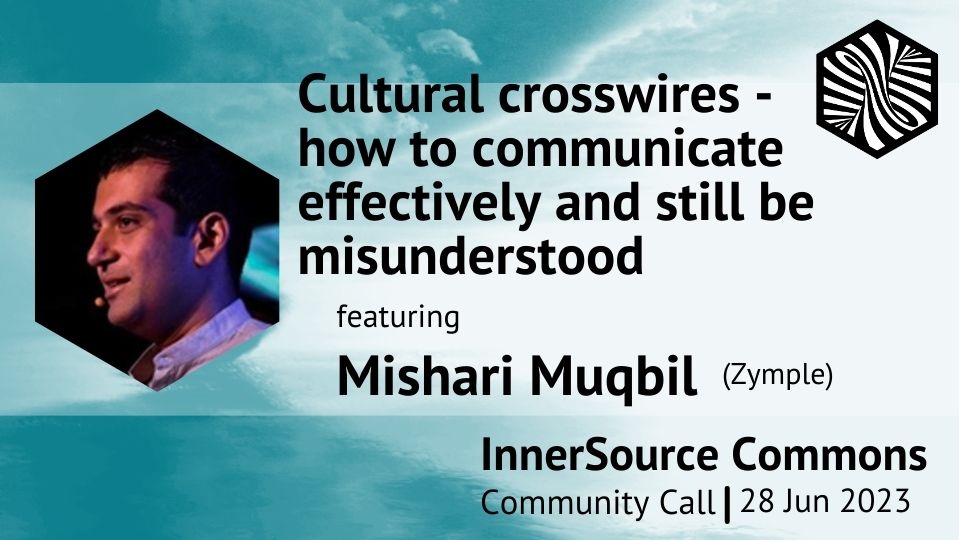 Cultural crosswires -
how to communicate
effectively and still be
misunderstood
featuring
Mishari Muqbil (Zymple)
InnerSource Commons
Community Call | 28 Jun 2023